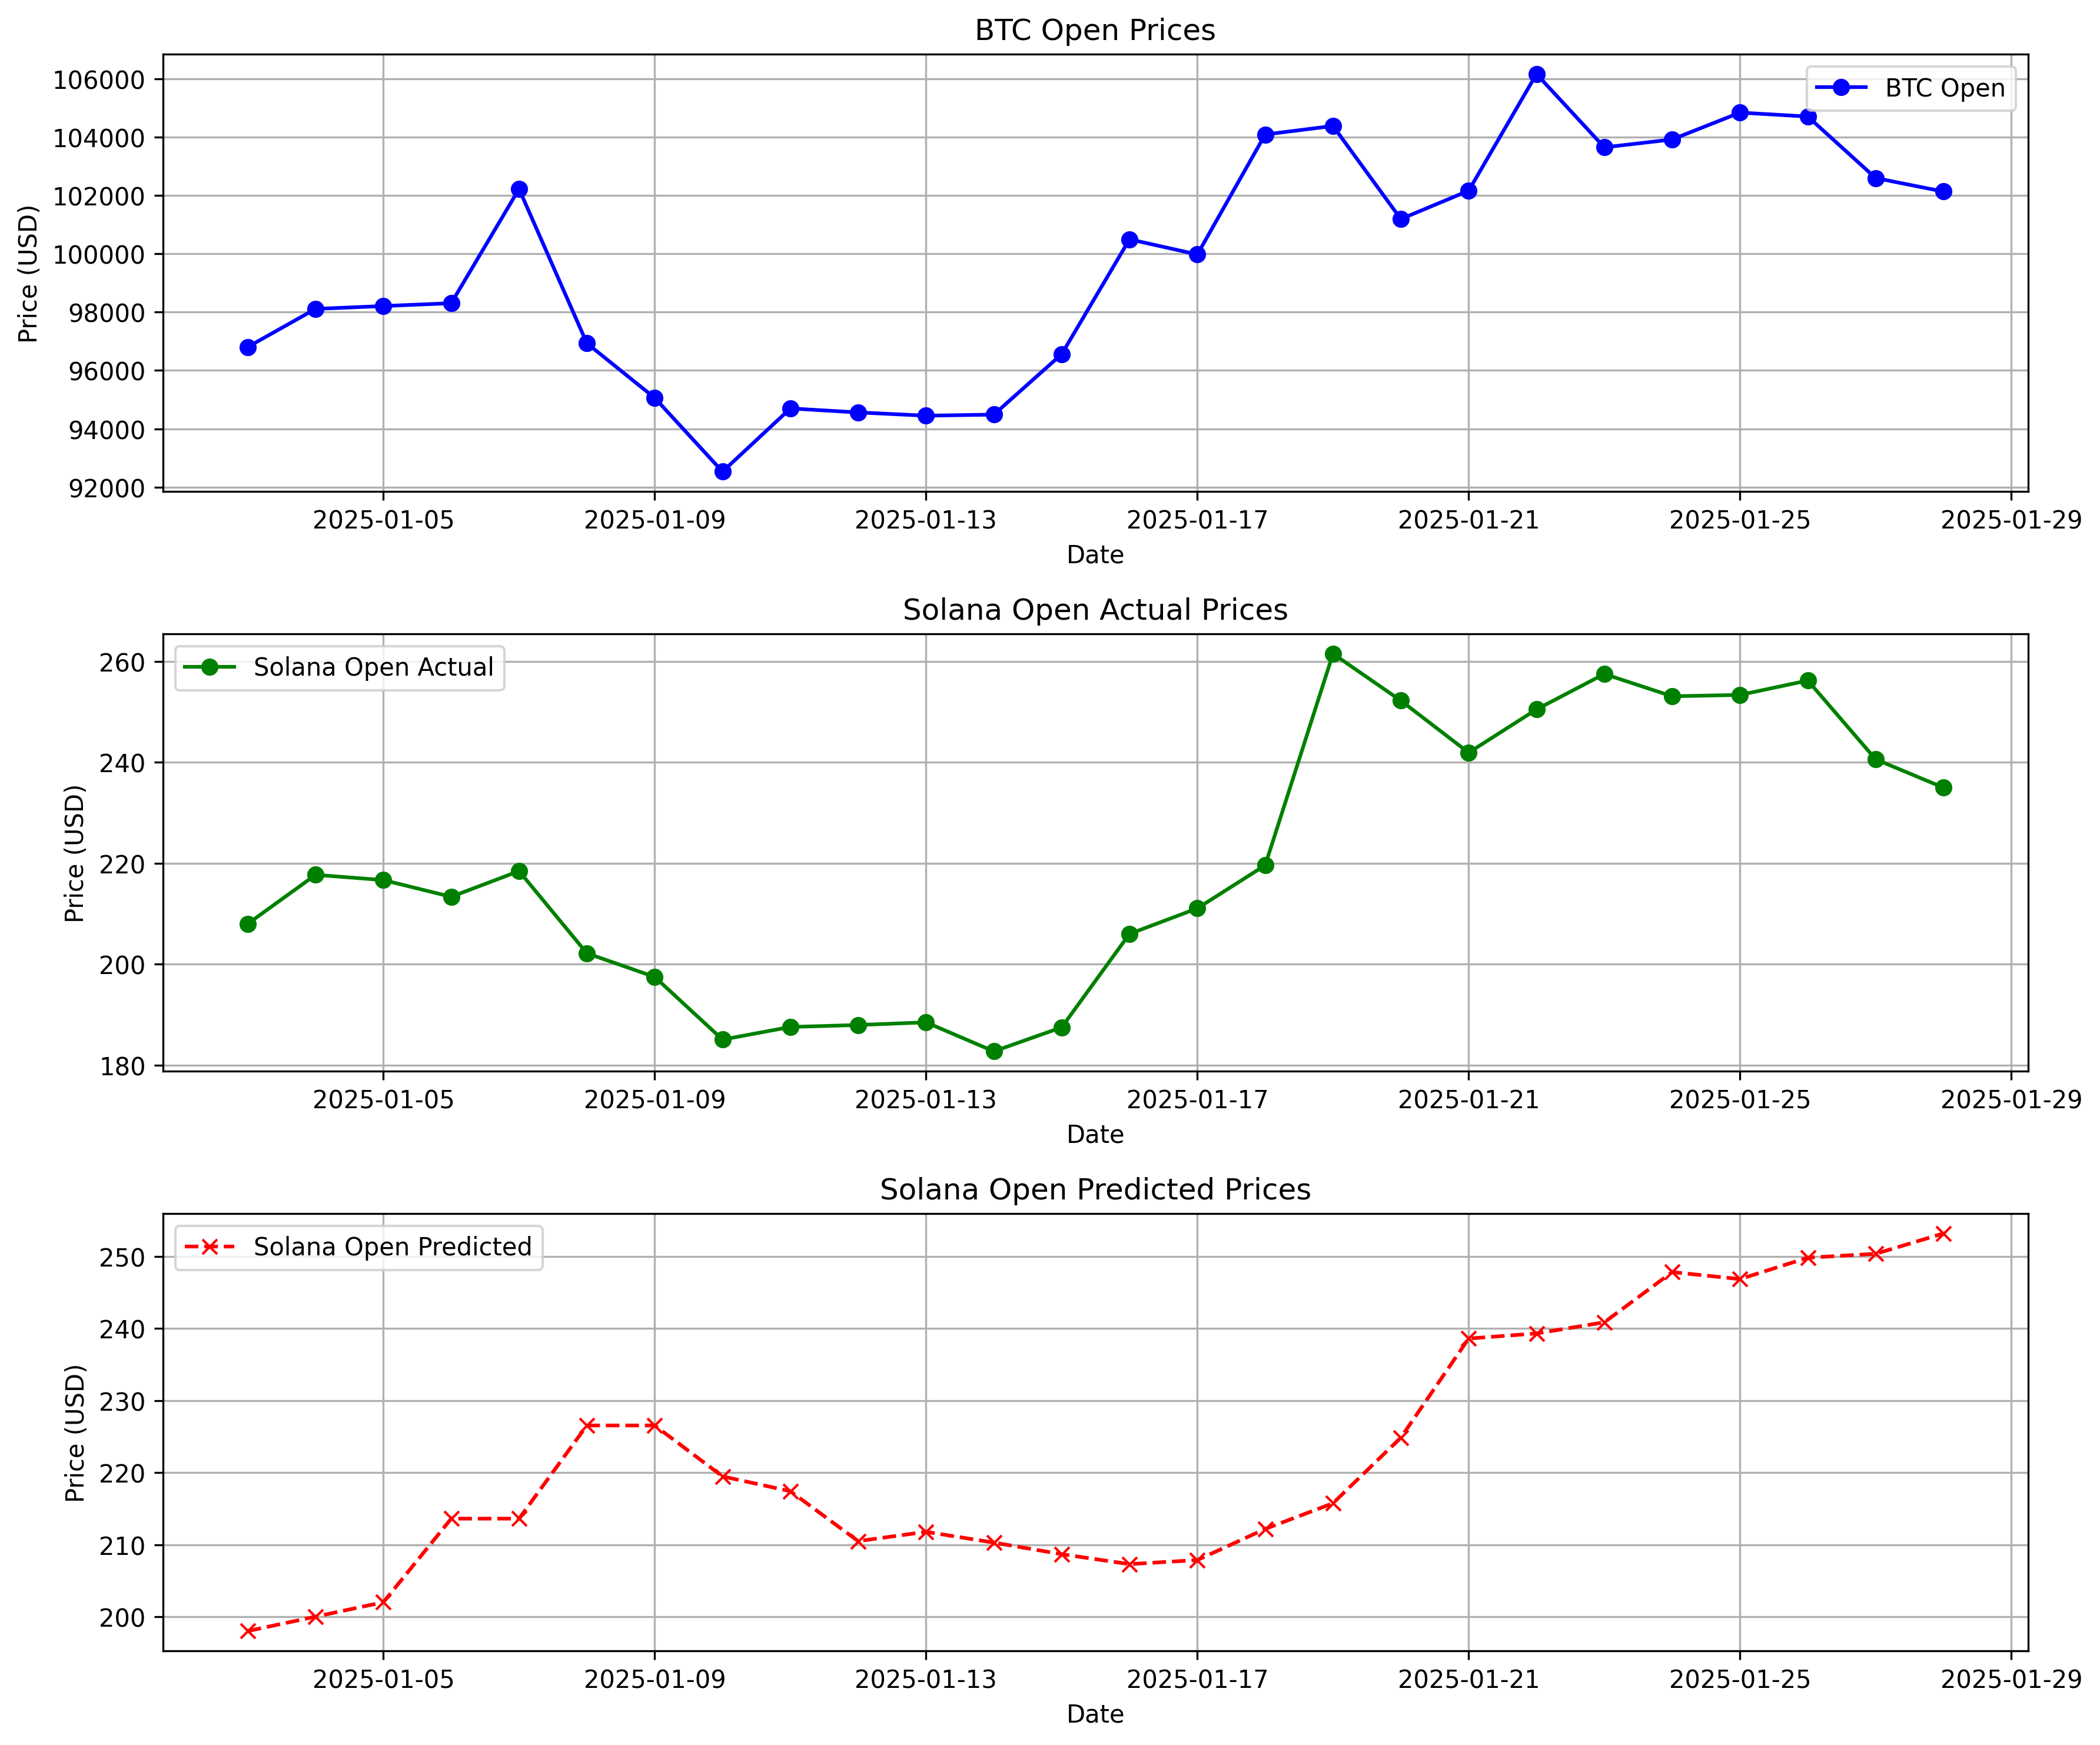 BTC Open Prices
BTC Open
106000
104000
102000
100000
98000
96000
94000
92000
Price (USD)
2025-01-05 2025-01-09 2025-01-13 2025-01-17 2025-01-21 2025-01-25 2025-01-29
Date
Solana Open Actual Prices
Solana Open Actual
260
240
220
200
180
Price (USD)
2025-01-05 2025-01-09 2025-01-13 2025-01-17 2025-01-21 2025-01-25 2025-01-29
Date
Solana Open Predicted Prices
Solana Open Predicted
250
240
230
220
210
200
Price (USD)
2025-01-05 2025-01-09 2025-01-13 2025-01-17 2025-01-21 2025-01-25 2025-01-29
Date